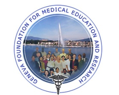 GENEVA FOUNDATION FOR MEDICAL EDUCATION AND RESEARCH